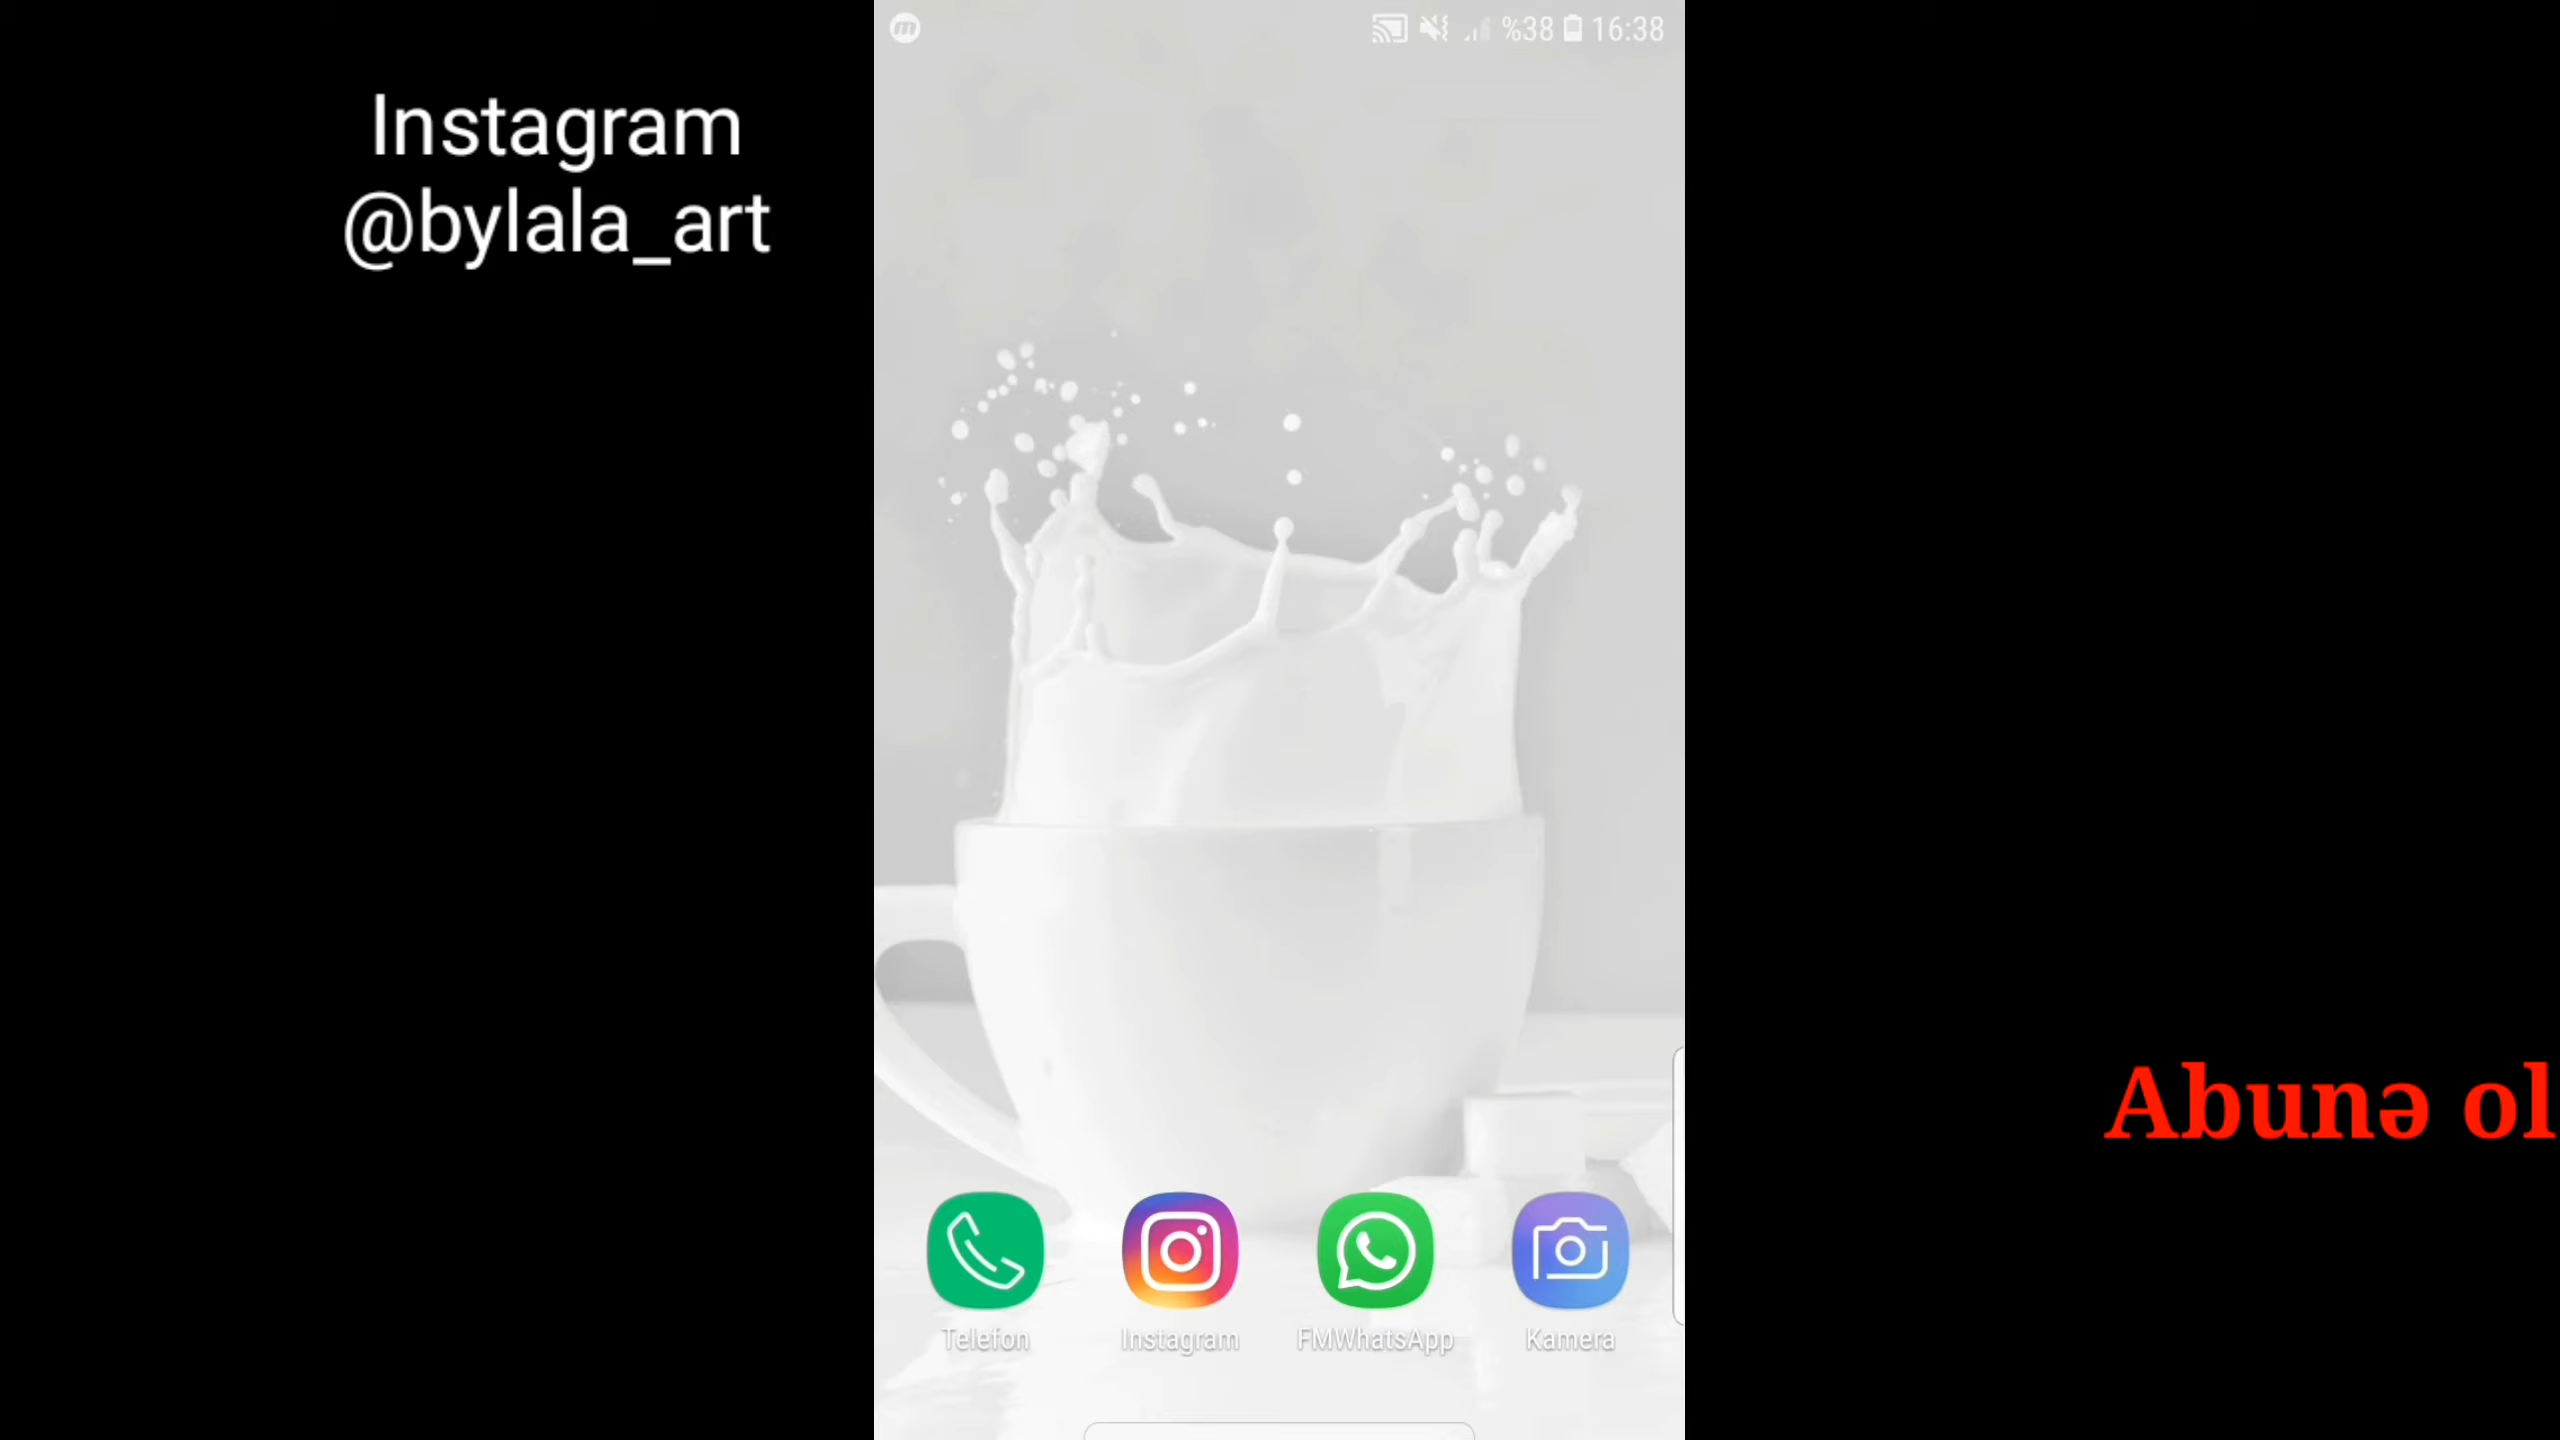 Instagram
@bylala_art
%38 16:38
Abunə ol
Telefon
Instagram
FMWhatsApp
Kamera